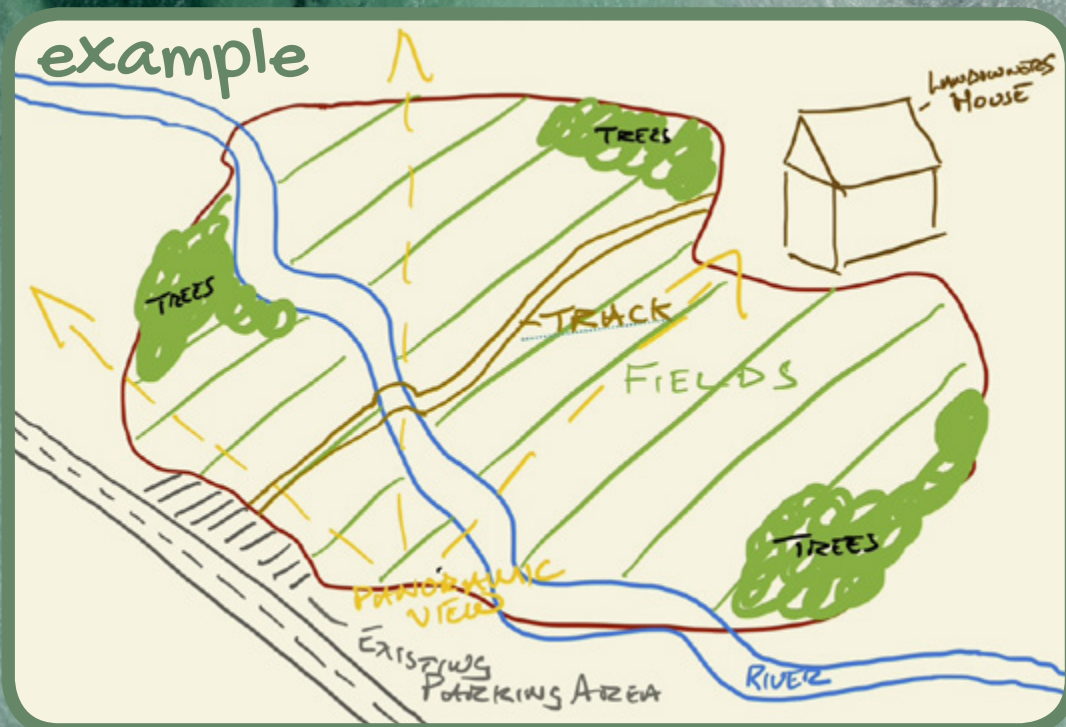 example
LANDOWNERS
HOUSE
TREES
TREES
TRACK
FIELDS
TREES
PANORAMIC
VIEW
EXISTING
PARKING AREA
RIVER